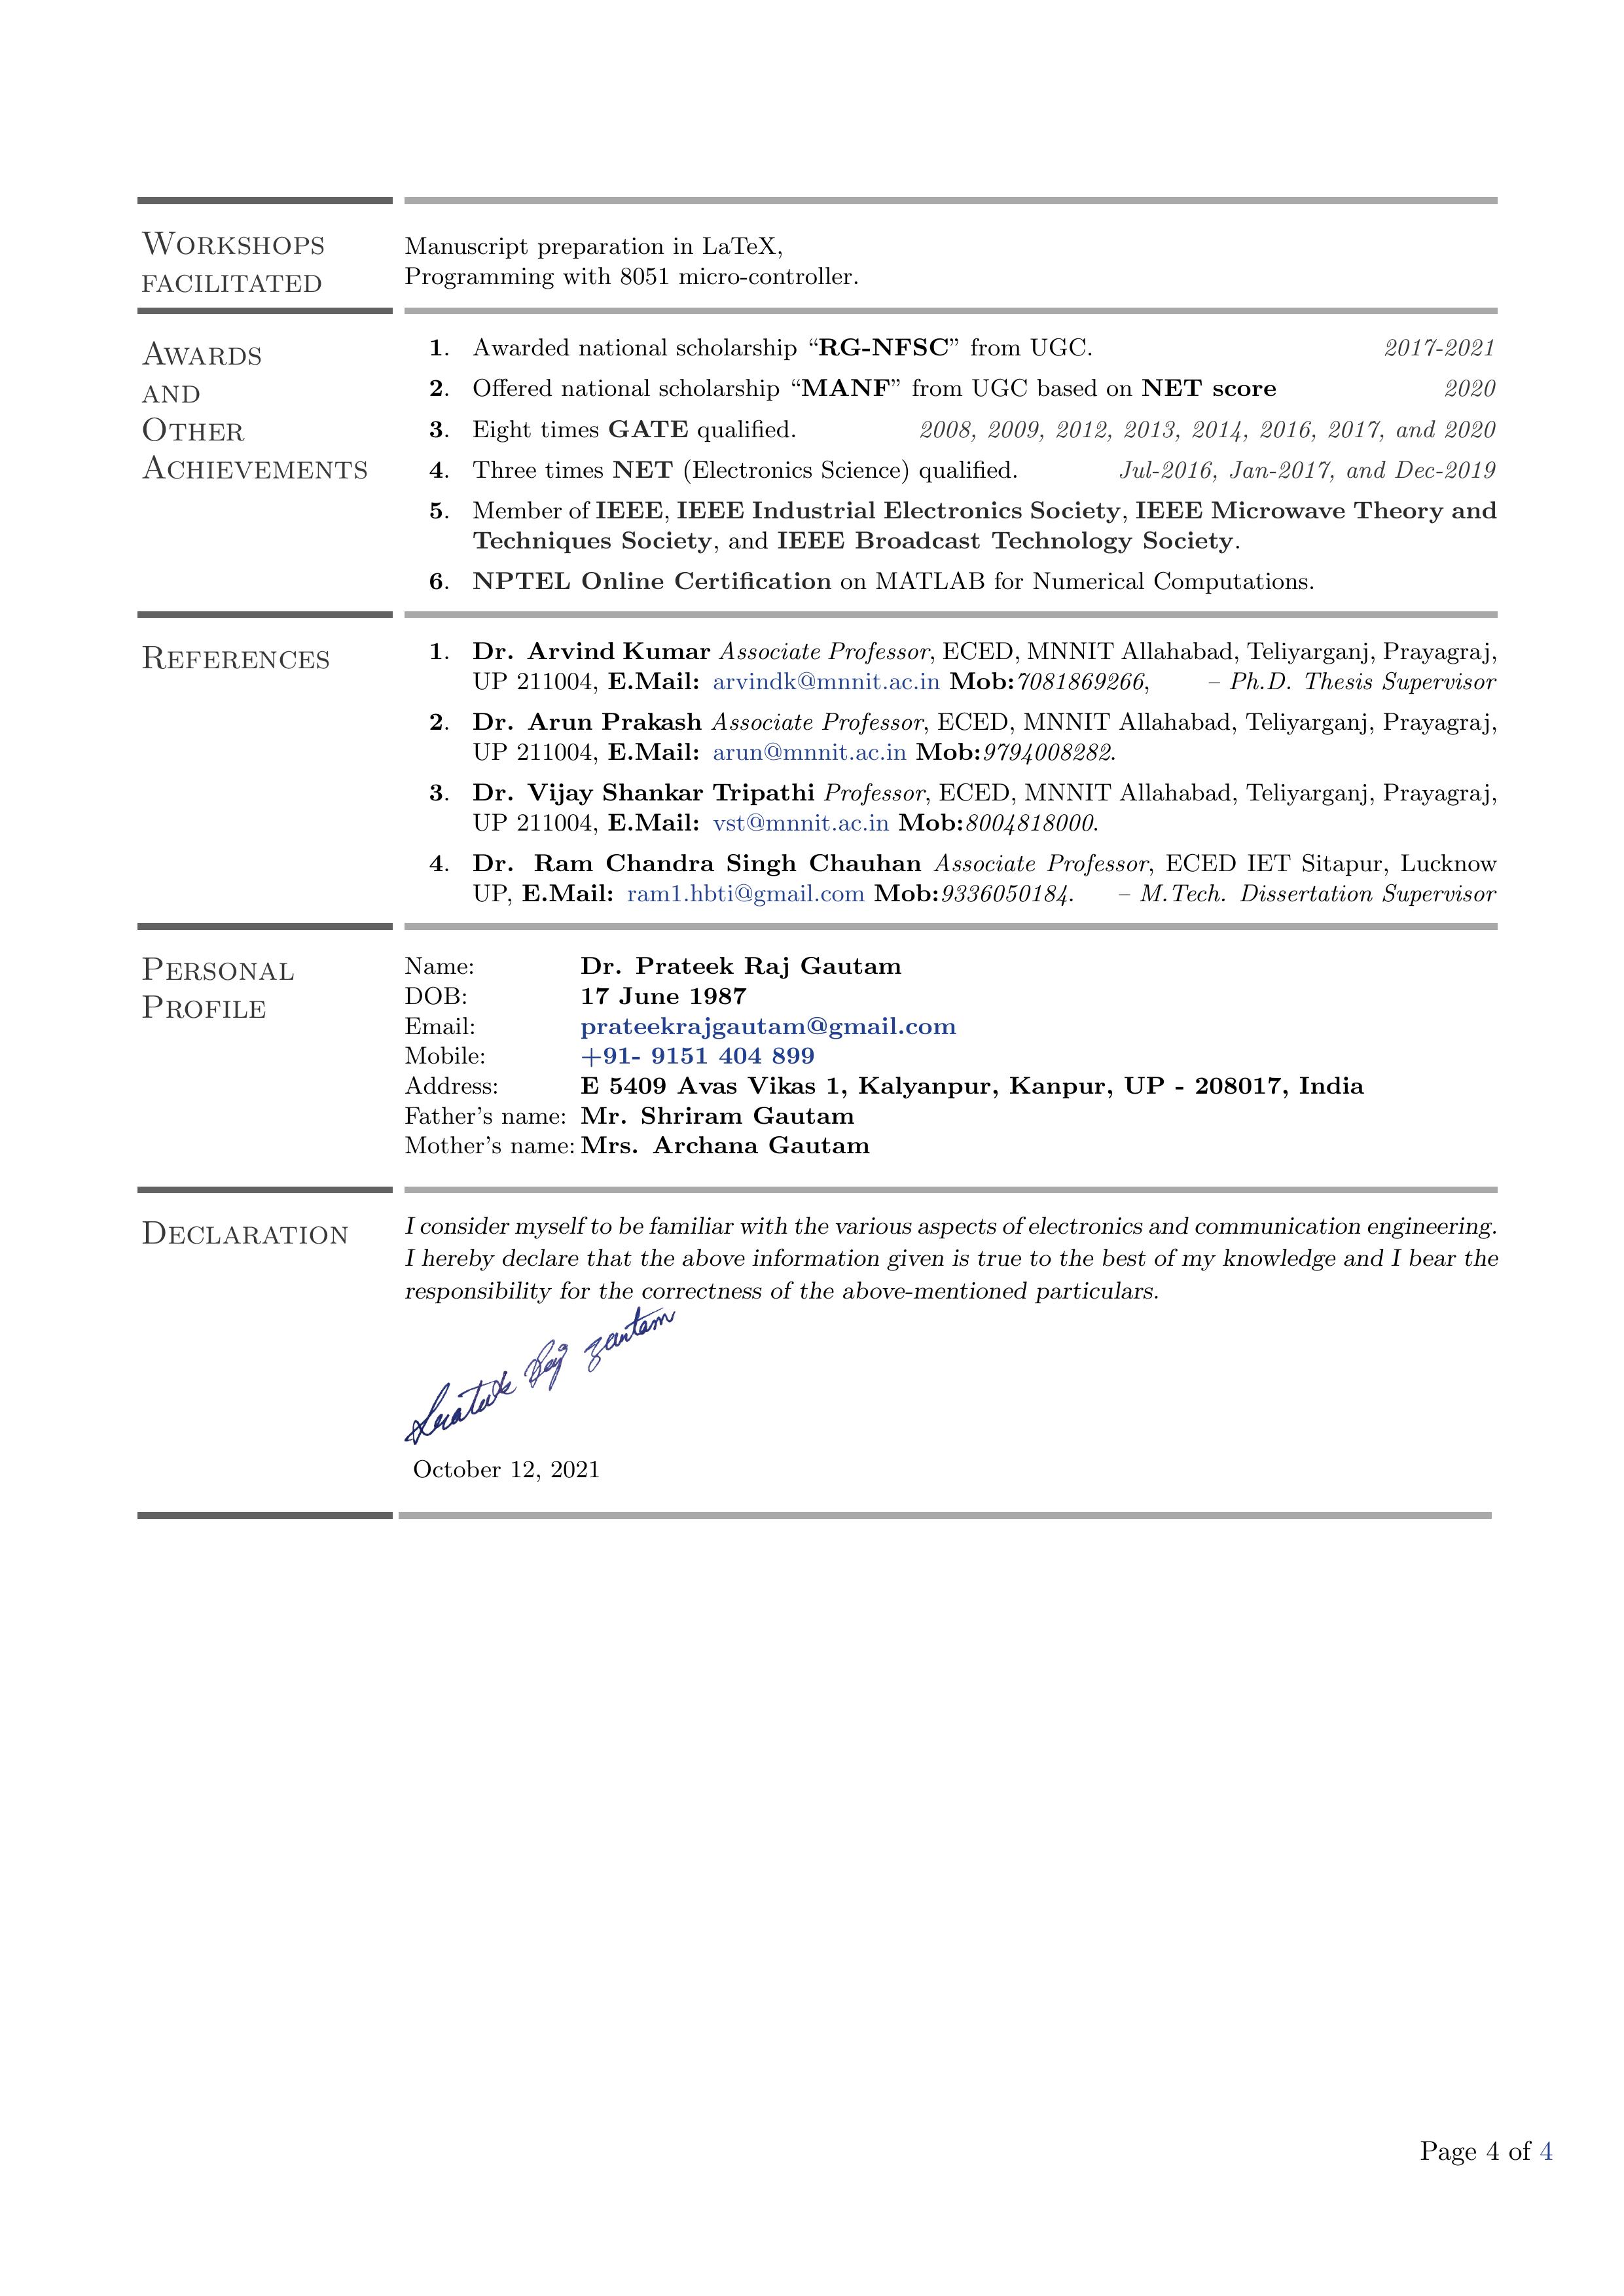 Workshops facilitated
Manuscript preparation in LaTeX,
Programming with 8051 micro-controller.
Awards and Other Achievements
1. Awarded national scholarship “RG-NFSC” from UGC. 2017-2021
2. Offered national scholarship “MANF” from UGC based on NET score 2020
3. Eight times GATE qualified. 2008, 2009, 2012, 2013, 2014, 2016, 2017, and 2020
4. Three times NET (Electronics Science) qualified. Jul-2016, Jan-2017, and Dec-2019
5. Member of IEEE, IEEE Industrial Electronics Society, IEEE Microwave Theory and
Techniques Society, and IEEE Broadcast Technology Society.
6. NPTEL Online Certification on MATLAB for Numerical Computations.
References
1. Dr. Arvind Kumar Associate Professor, ECED, MNNIT Allahabad, Teliyarganj, Prayagraj,
UP 211004, E.Mail: arvindk@mnnit.ac.in Mob:7081869266, – Ph.D. Thesis Supervisor
2. Dr. Arun Prakash Associate Professor, ECED, MNNIT Allahabad, Teliyarganj, Prayagraj,
UP 211004, E.Mail: arun@mnnit.ac.in Mob:9794008282.
3. Dr. Vijay Shankar Tripathi Professor, ECED, MNNIT Allahabad, Teliyarganj, Prayagraj,
UP 211004, E.Mail: vst@mnnit.ac.in Mob:8004818000.
4. Dr. Ram Chandra Singh Chauhan Associate Professor, ECED IET Sitapur, Lucknow
UP, E.Mail: ram1.hbti@gmail.com Mob:9336050184. – M.Tech. Dissertation Supervisor
Personal Profile
Name: Dr. Prateek Raj Gautam
DOB: 17 June 1987
Email: prateekrajgautam@gmail.com
Mobile: +91- 9151 404 899
Address: E 5409 Avas Vikas 1, Kalyanpur, Kanpur, UP - 208017, India
Father's name: Mr. Shriram Gautam
Mother's name: Mrs. Archana Gautam
Declaration
I consider myself to be familiar with the various aspects of electronics and communication engineering.
I hereby declare that the above information given is true to the best of my knowledge and I bear the
responsibility for the correctness of the above-mentioned particulars.
Prateek Raj Gautam
October 12, 2021
Page 4 of 4